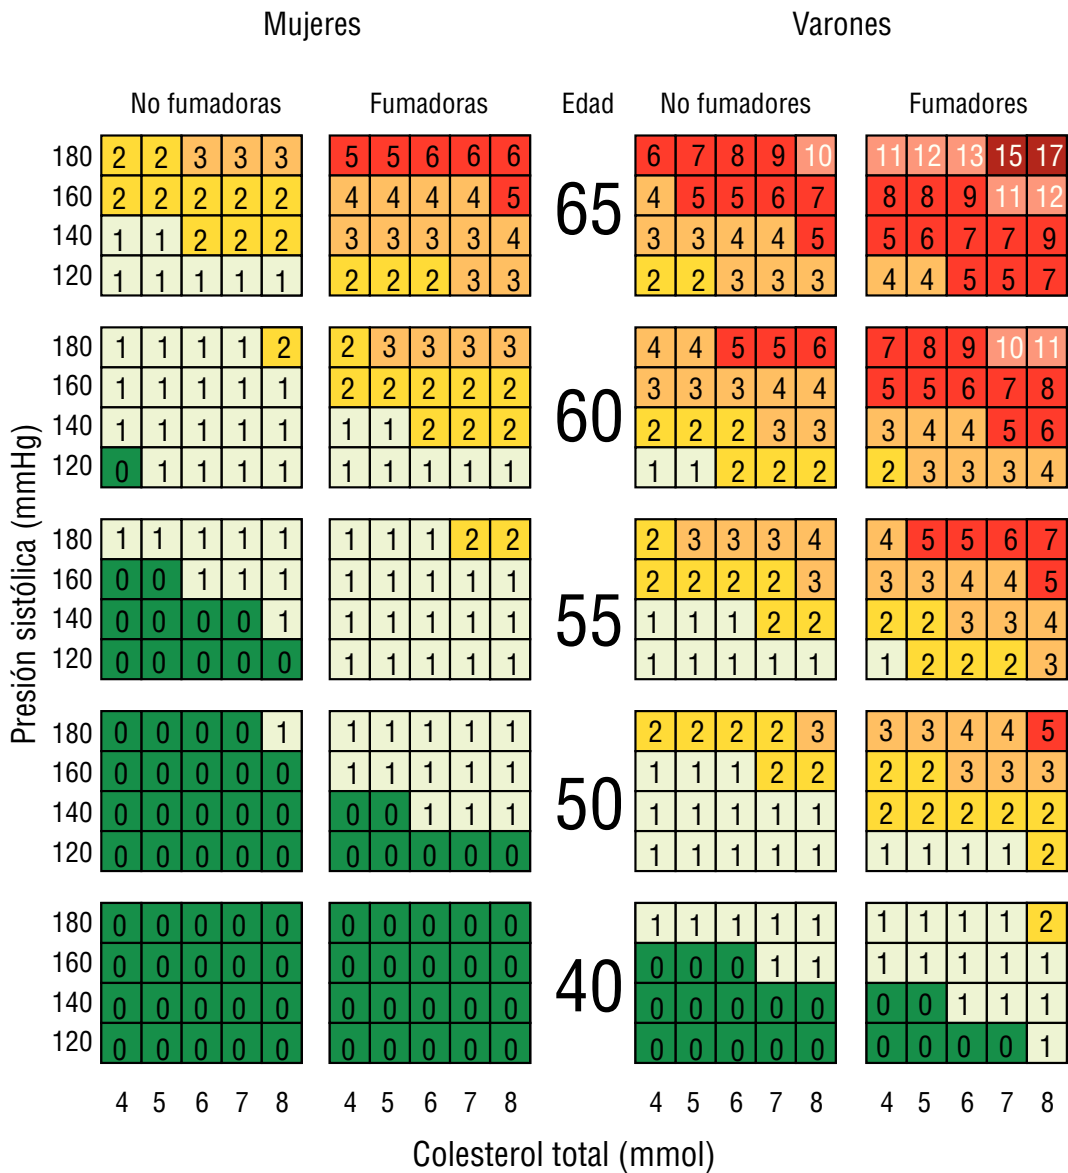 Mujeres Varones
No fumadoras Fumadoras Edad No fumadores Fumadores
180 2 2 3 3 3 5 5 6 6 6 6 7 8 9 10 11 12 13 15 17
160 2 2 2 2 2 4 4 4 4 5 4 5 5 6 7 8 8 9 11 12
65
140 1 1 2 2 2 3 3 3 3 4 3 3 4 4 5 5 6 7 7 9
120 1 1 1 1 1 2 2 2 3 3 2 2 3 3 3 4 4 5 5 7
180 1 1 1 1 2 2 3 3 3 3 4 4 5 5 6 7 8 9 10 11
160 1 1 1 1 1 2 2 2 2 2 3 3 3 4 4 5 5 6 7 8
60
140 1 1 1 1 1 1 1 2 2 2 2 2 2 3 3 3 4 4 5 6
120 0 1 1 1 1 1 1 1 1 1 1 1 2 2 2 2 3 3 3 4
180 1 1 1 1 1 1 1 1 2 2 2 3 3 3 4 4 5 5 6 7
160 0 0 1 1 1 1 1 1 1 1 2 2 2 2 3 3 3 4 4 5
55
140 0 0 0 0 1 1 1 1 1 1 1 1 1 2 2 2 2 3 3 4
120 0 0 0 0 0 1 1 1 1 1 1 1 1 1 1 1 2 2 2 3
180 0 0 0 0 1 1 1 1 1 1 2 2 2 2 3 3 3 4 4 5
160 0 0 0 0 0 1 1 1 1 1 1 1 1 2 2 2 2 3 3 3
50
140 0 0 0 0 0 0 0 1 1 1 1 1 1 1 1 2 2 2 2 2
120 0 0 0 0 0 0 0 0 0 0 1 1 1 1 1 1 1 1 1 2
180 0 0 0 0 0 0 0 0 0 0 1 1 1 1 1 1 1 1 1 2
160 0 0 0 0 0 0 0 0 0 0 0 0 0 1 1 1 1 1 1 1
40
140 0 0 0 0 0 0 0 0 0 0 0 0 0 0 0 0 0 1 1 1
120 0 0 0 0 0 0 0 0 0 0 0 0 0 0 0 0 0 0 0 1
4 5 6 7 8 4 5 6 7 8 4 5 6 7 8 4 5 6 7 8
Colesterol total (mmol)
Presión sistólica (mmHg)